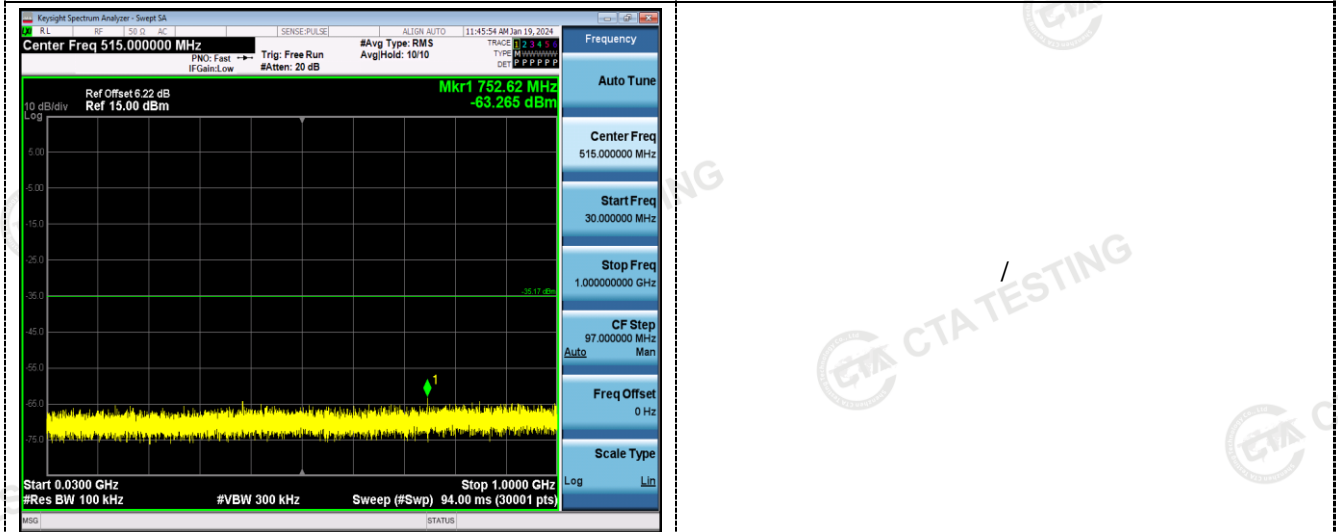 Keysight Spectrum Analyzer - Swept SA
RL RF 50 Ω AC SENSE:PULSE ALIGN AUTO 11:45:54 AM Jan 19, 2024
Center Freq 515.000000 MHz
PNO: Fast
IFGain:Low
Trig: Free Run
#Atten: 20 dB
#Avg Type: RMS
Avg|Hold: 10/10
TRACE 1 2 3 4 5 6
TYPE M W W W W W
DET P P P P P P
Mkr1 752.62 MHz
-63.265 dBm
Ref Offset 6.22 dB
10 dB/div Ref 15.00 dBm
Log
5.00
-5.00
-15.0
-25.0
-35.0
-45.0
-55.0
-65.0
-75.0
-35.17 dBm
1
Start 0.0300 GHz Stop 1.0000 GHz
#Res BW 100 kHz #VBW 300 kHz Sweep (#Swp) 94.00 ms (30001 pts)
MSG STATUS
Frequency
Auto Tune
Center Freq
515.000000 MHz
Start Freq
30.000000 MHz
Stop Freq
1.000000000 GHz
CF Step
97.000000 MHz
Auto Man
Freq Offset
0 Hz
Scale Type
Log Lin
/
NG
CTA TESTING
CTA
C